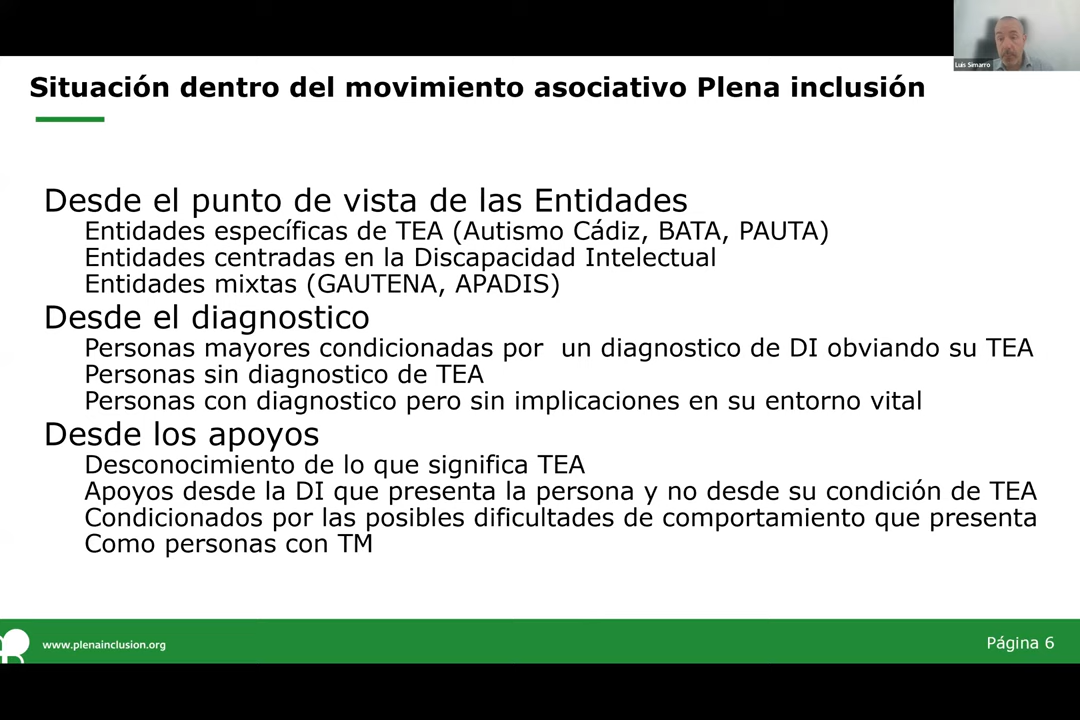 Luis Simarro
Situación dentro del movimiento asociativo Plena inclusión
Desde el punto de vista de las Entidades
Entidades específicas de TEA (Autismo Cádiz, BATA, PAUTA)
Entidades centradas en la Discapacidad Intelectual
Entidades mixtas (GAUTENA, APADIS)
Desde el diagnostico
Personas mayores condicionadas por  un diagnostico de DI obviando su TEA
Personas sin diagnostico de TEA
Personas con diagnostico pero sin implicaciones en su entorno vital
Desde los apoyos
Desconocimiento de lo que significa TEA
Apoyos desde la DI que presenta la persona y no desde su condición de TEA
Condicionados por las posibles dificultades de comportamiento que presenta
Como personas con TM
www.plenainclusion.org
Página 6